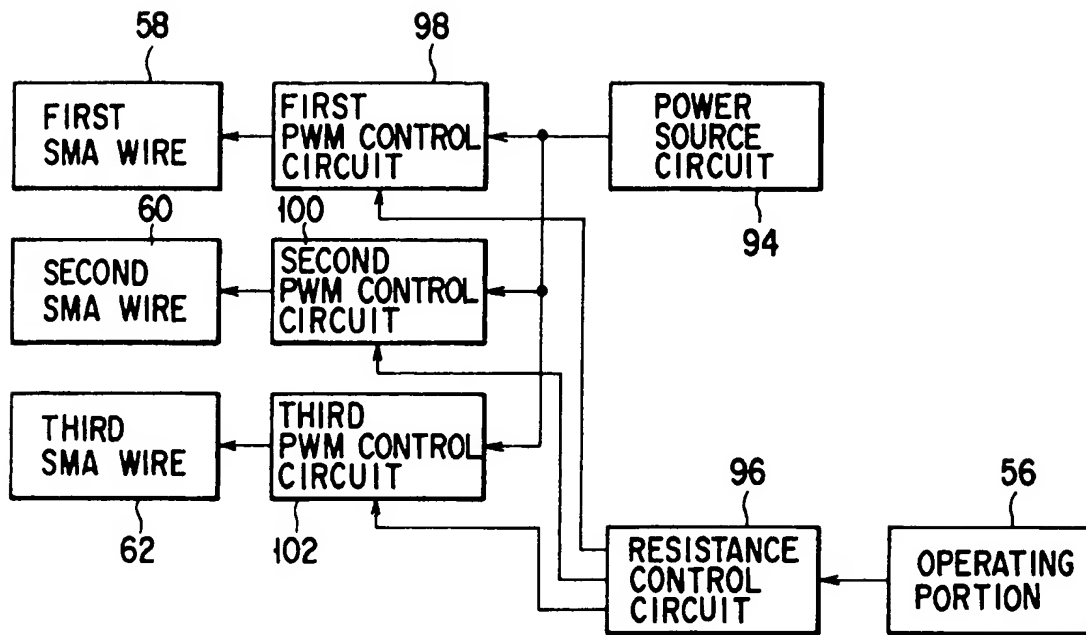 58
FIRST
SMA WIRE
98
FIRST
PWM CONTROL
CIRCUIT
POWER
SOURCE
CIRCUIT
94
60
SECOND
SMA WIRE
100
SECOND
PWM CONTROL
CIRCUIT
THIRD
SMA WIRE
62
THIRD
PWM CONTROL
CIRCUIT
102
96
RESISTANCE
CONTROL
CIRCUIT
56
OPERATING
PORTION